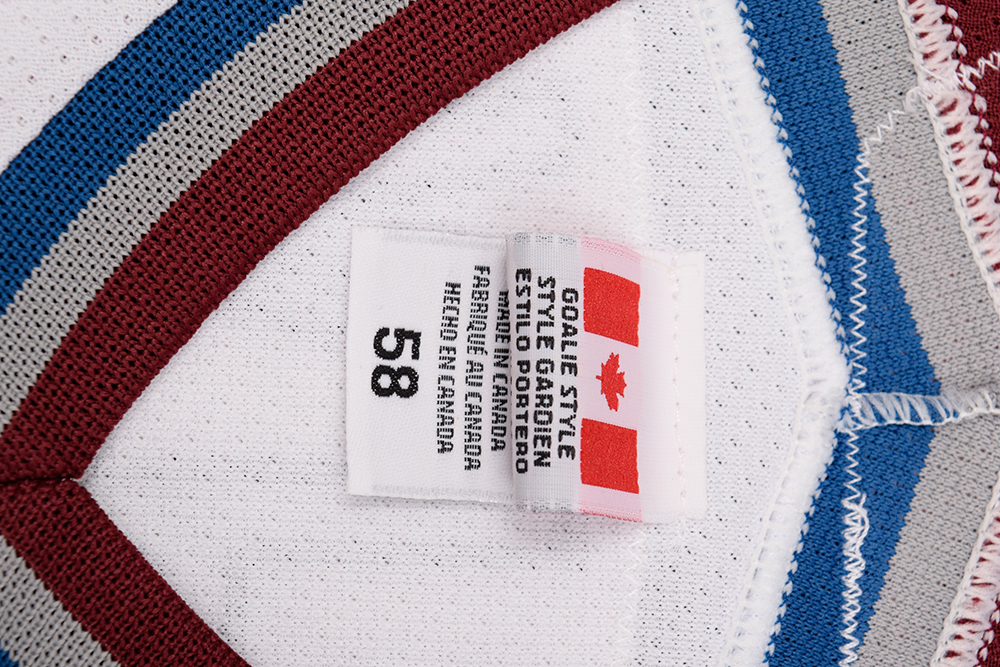 GOALIE STYLE
STYLE GARDIEN
ESTILO PORTERO
MADE IN CANADA
FABRIQUÉ AU CANADA
HECHO EN CANADA
58